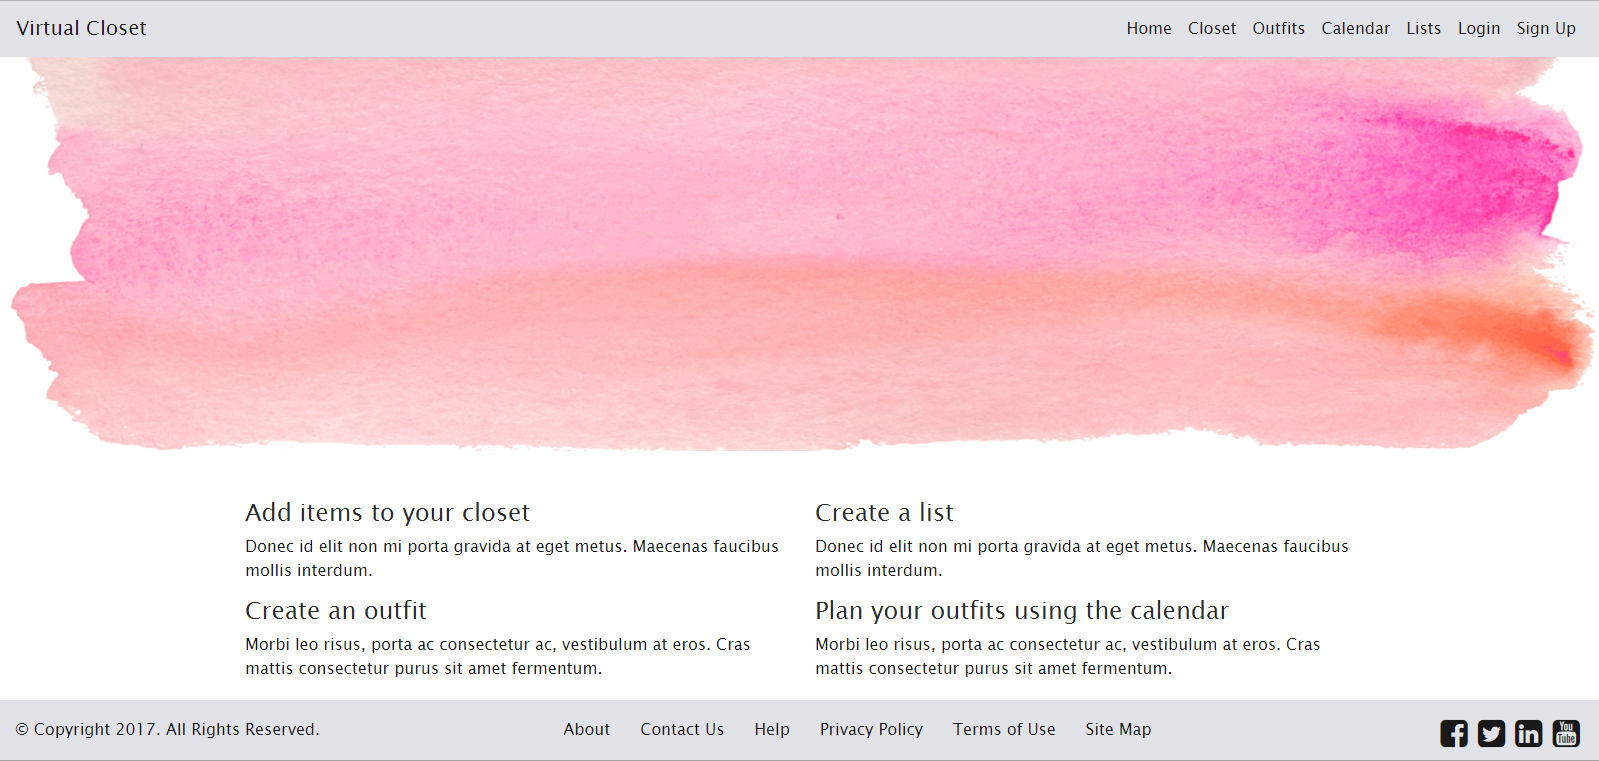 Virtual Closet
Home Closet Outfits Calendar Lists Login Sign Up
Add items to your closet
Donec id elit non mi porta gravida at eget metus. Maecenas faucibus
mollis interdum.
Create a list
Donec id elit non mi porta gravida at eget metus. Maecenas faucibus
mollis interdum.
Create an outfit
Morbi leo risus, porta ac consectetur ac, vestibulum at eros. Cras
mattis consectetur purus sit amet fermentum.
Plan your outfits using the calendar
Morbi leo risus, porta ac consectetur ac, vestibulum at eros. Cras
mattis consectetur purus sit amet fermentum.
© Copyright 2017. All Rights Reserved.
About Contact Us Help Privacy Policy Terms of Use Site Map
in
You
Tube